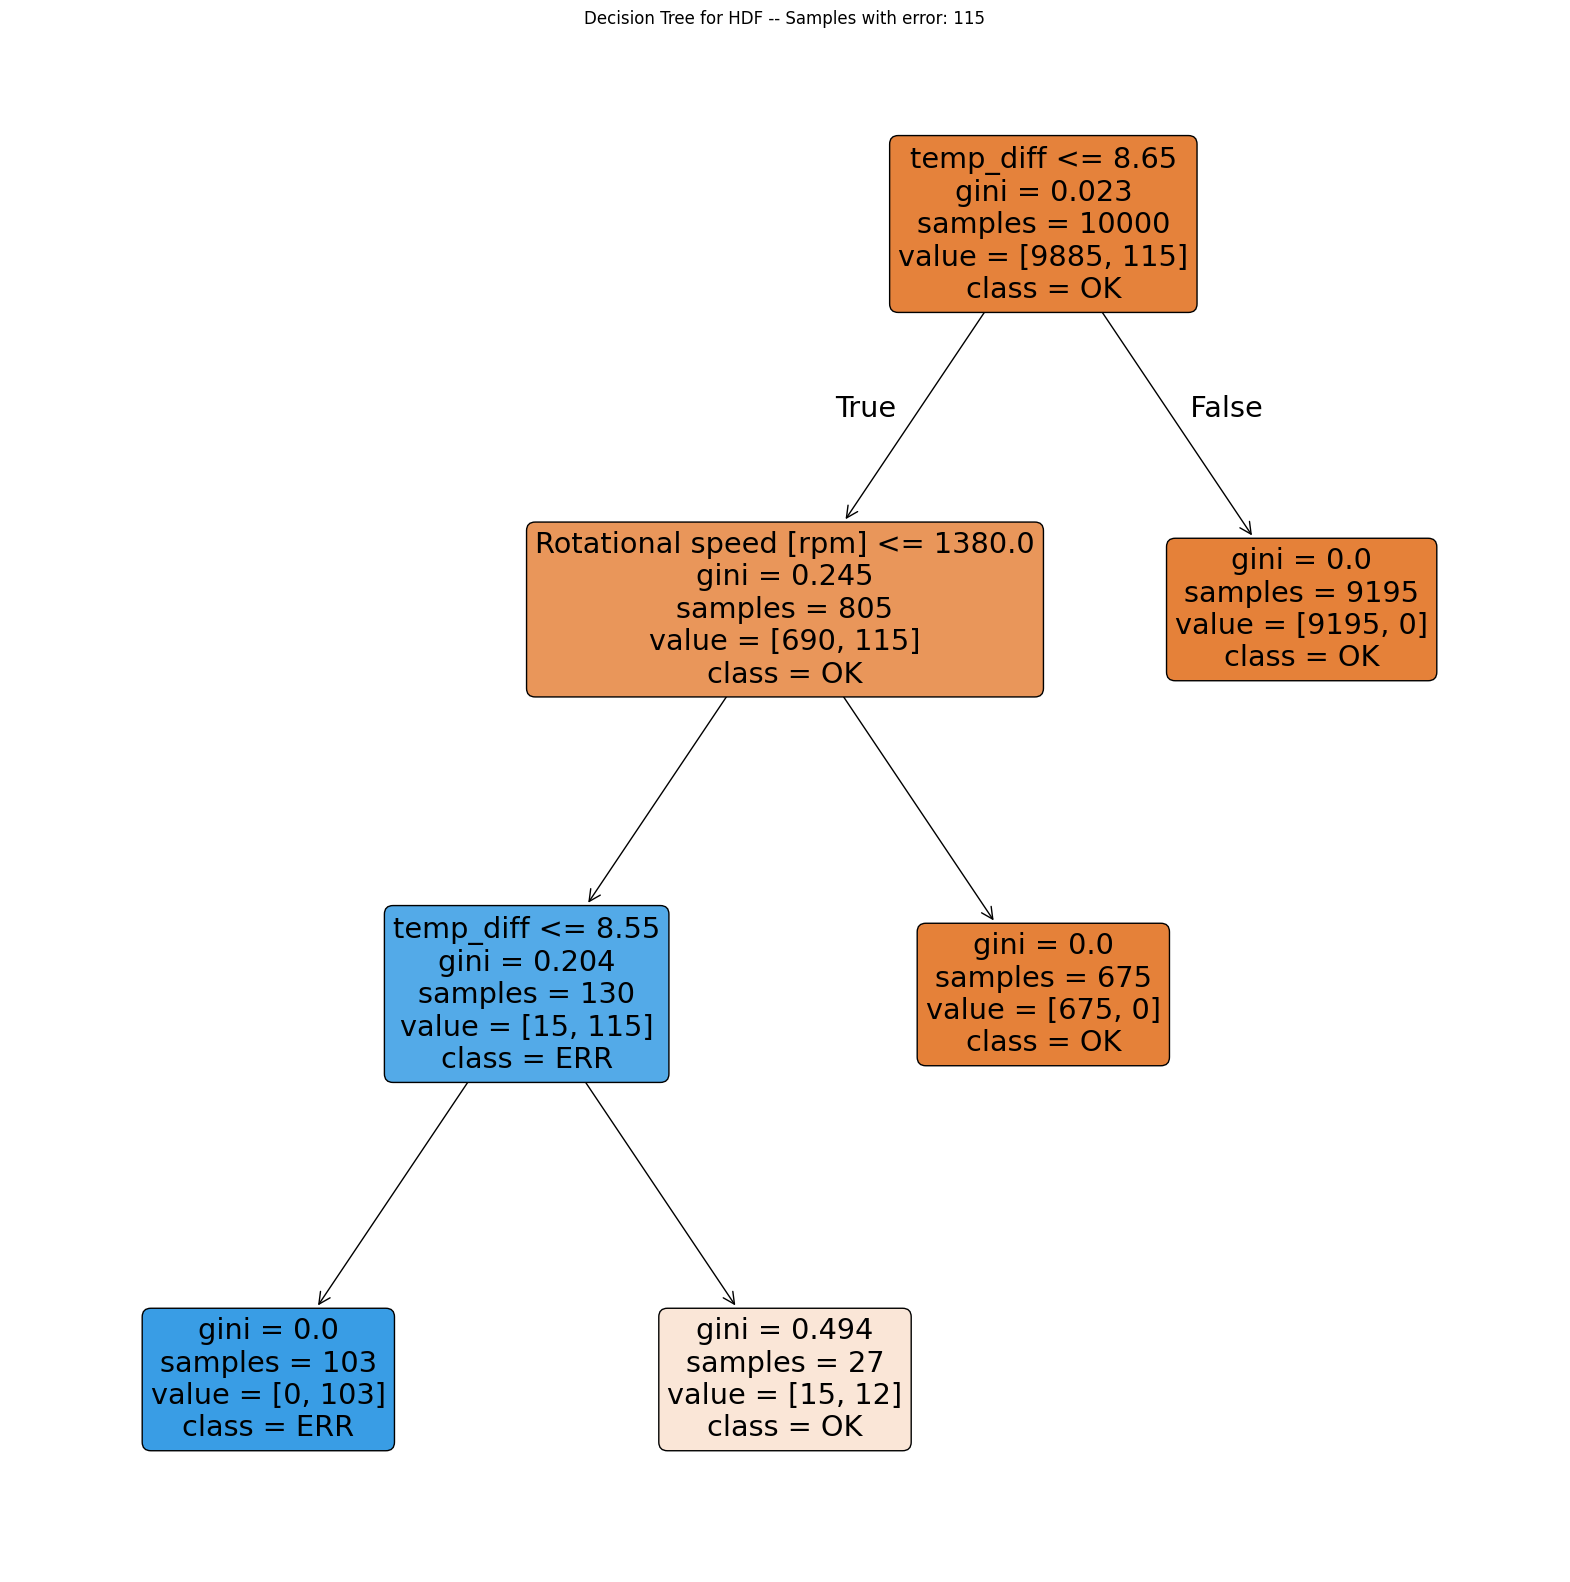 Decision Tree for HDF -- Samples with error: 115
temp_diff <= 8.65
gini = 0.023
samples = 10000
value = [9885, 115]
class = OK
True
False
Rotational speed [rpm] <= 1380.0
gini = 0.245
samples = 805
value = [690, 115]
class = OK
gini = 0.0
samples = 9195
value = [9195, 0]
class = OK
temp_diff <= 8.55
gini = 0.204
samples = 130
value = [15, 115]
class = ERR
gini = 0.0
samples = 675
value = [675, 0]
class = OK
gini = 0.0
samples = 103
value = [0, 103]
class = ERR
gini = 0.494
samples = 27
value = [15, 12]
class = OK